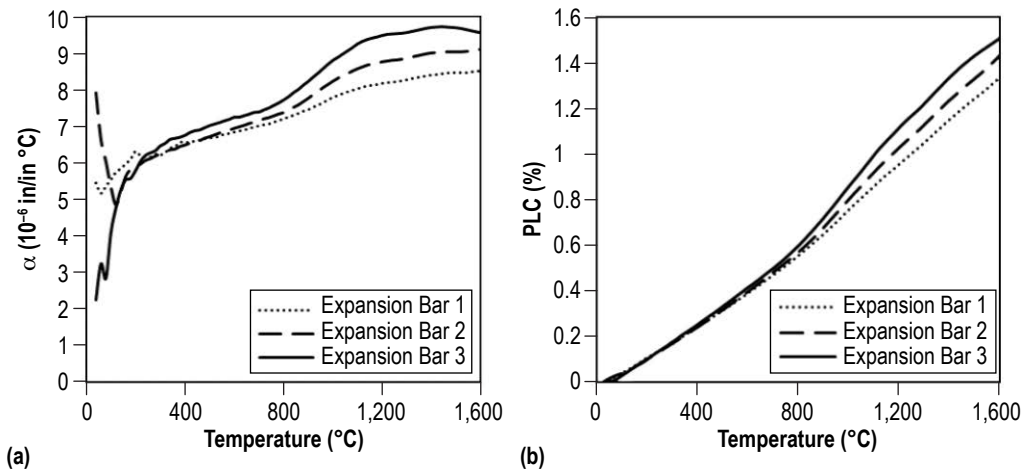 10
9
8
7
6
5
4
3
2
1
0
α (10⁻⁶ in/in °C)
0 400 800 1,200 1,600
Temperature (°C)
Expansion Bar 1
Expansion Bar 2
Expansion Bar 3
(a)
1.6
1.4
1.2
1
0.8
0.6
0.4
0.2
0
PLC (%)
0 400 800 1,200 1,600
Temperature (°C)
Expansion Bar 1
Expansion Bar 2
Expansion Bar 3
(b)